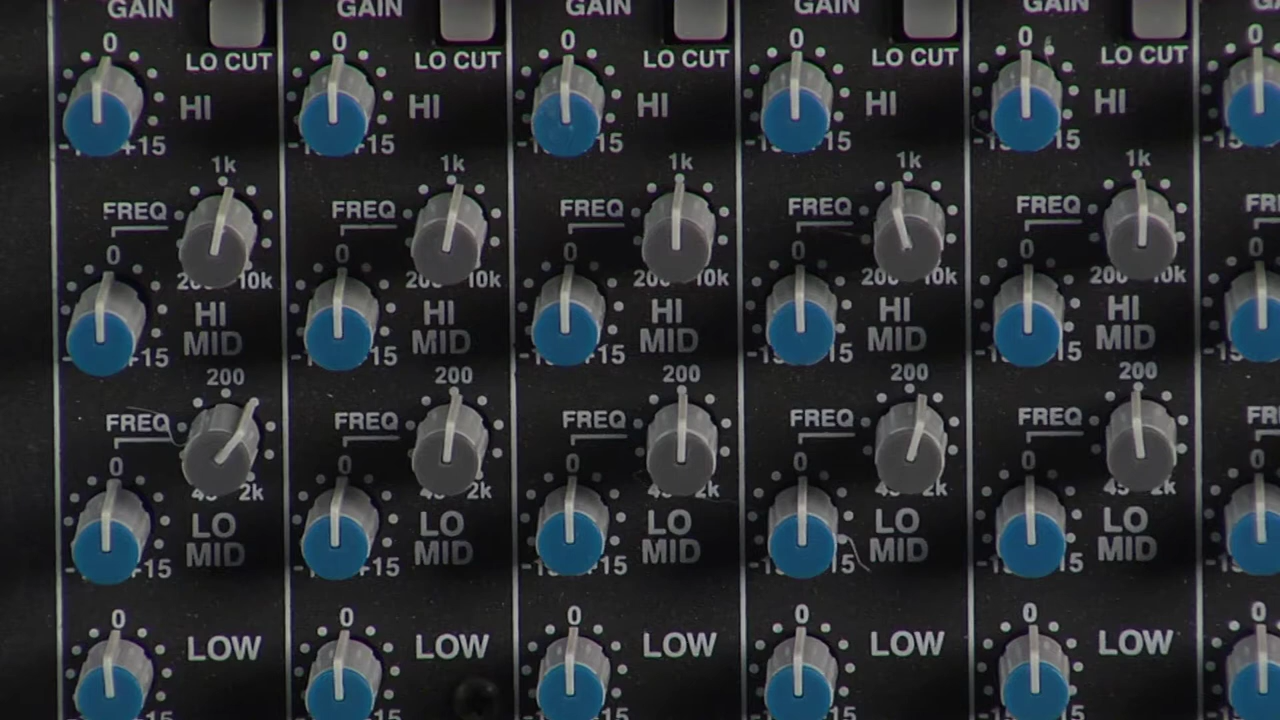 GAIN GAIN GAIN GAIN GAIN
0 0 0 0 0 0
LO CUT LO CUT LO CUT LO CUT LO CUT
HI HI HI HI HI
+15 +15 15 15 15
1k 1k 1k 1k 1k
FREQ FREQ FREQ FREQ FREQ
0 0 0 0 0 0
10k 10k 10k 10k 10k
HI HI HI HI HI
MID MID MID MID MID
+15 15 15 15 15
200 200 200 200 200
FREQ FREQ FREQ FREQ FREQ
0 0 0 0 0 0
2k 2k 2k 2k 2k
LO LO LO LO LO
MID MID MID MID MID
+15 +15 +15 15 15
0 0 0 0 0 0
LOW LOW LOW LOW LOW